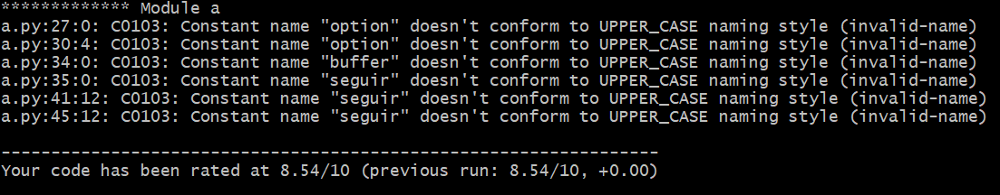 ************* Module a
a.py:27:0: C0103: Constant name "option" doesn't conform to UPPER_CASE naming style (invalid-name)
a.py:30:4: C0103: Constant name "option" doesn't conform to UPPER_CASE naming style (invalid-name)
a.py:34:0: C0103: Constant name "buffer" doesn't conform to UPPER_CASE naming style (invalid-name)
a.py:35:0: C0103: Constant name "seguir" doesn't conform to UPPER_CASE naming style (invalid-name)
a.py:41:12: C0103: Constant name "seguir" doesn't conform to UPPER_CASE naming style (invalid-name)
a.py:45:12: C0103: Constant name "seguir" doesn't conform to UPPER_CASE naming style (invalid-name)
------------------------------------------------------------------
Your code has been rated at 8.54/10 (previous run: 8.54/10, +0.00)